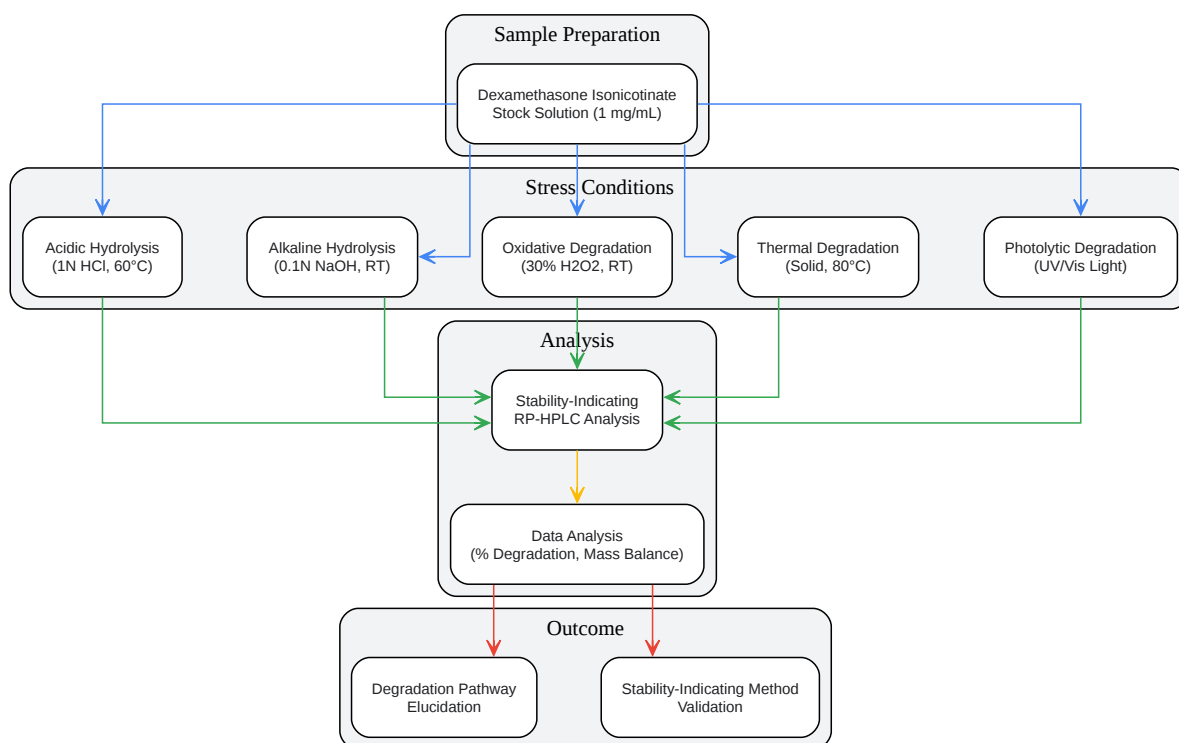 Sample Preparation
Dexamethasone Isonicotinate
Stock Solution (1 mg/mL)
Stress Conditions
Acidic Hydrolysis
(1N HCl, 60°C)
Alkaline Hydrolysis
(0.1N NaOH, RT)
Oxidative Degradation
(30% H2O2, RT)
Thermal Degradation
(Solid, 80°C)
Photolytic Degradation
(UV/Vis Light)
Analysis
Stability-Indicating
RP-HPLC Analysis
Data Analysis
(% Degradation, Mass Balance)
Outcome
Degradation Pathway
Elucidation
Stability-Indicating Method
Validation